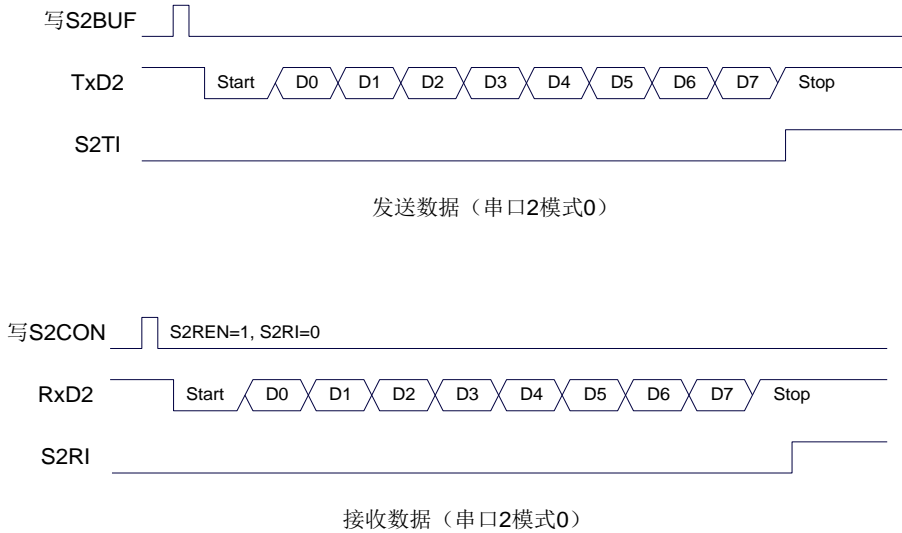 写S2BUF
TxD2 Start D0 D1 D2 D3 D4 D5 D6 D7 Stop
S2TI
发送数据（串口2模式0）
写S2CON S2REN=1, S2RI=0
RxD2 Start D0 D1 D2 D3 D4 D5 D6 D7 Stop
S2RI
接收数据（串口2模式0）